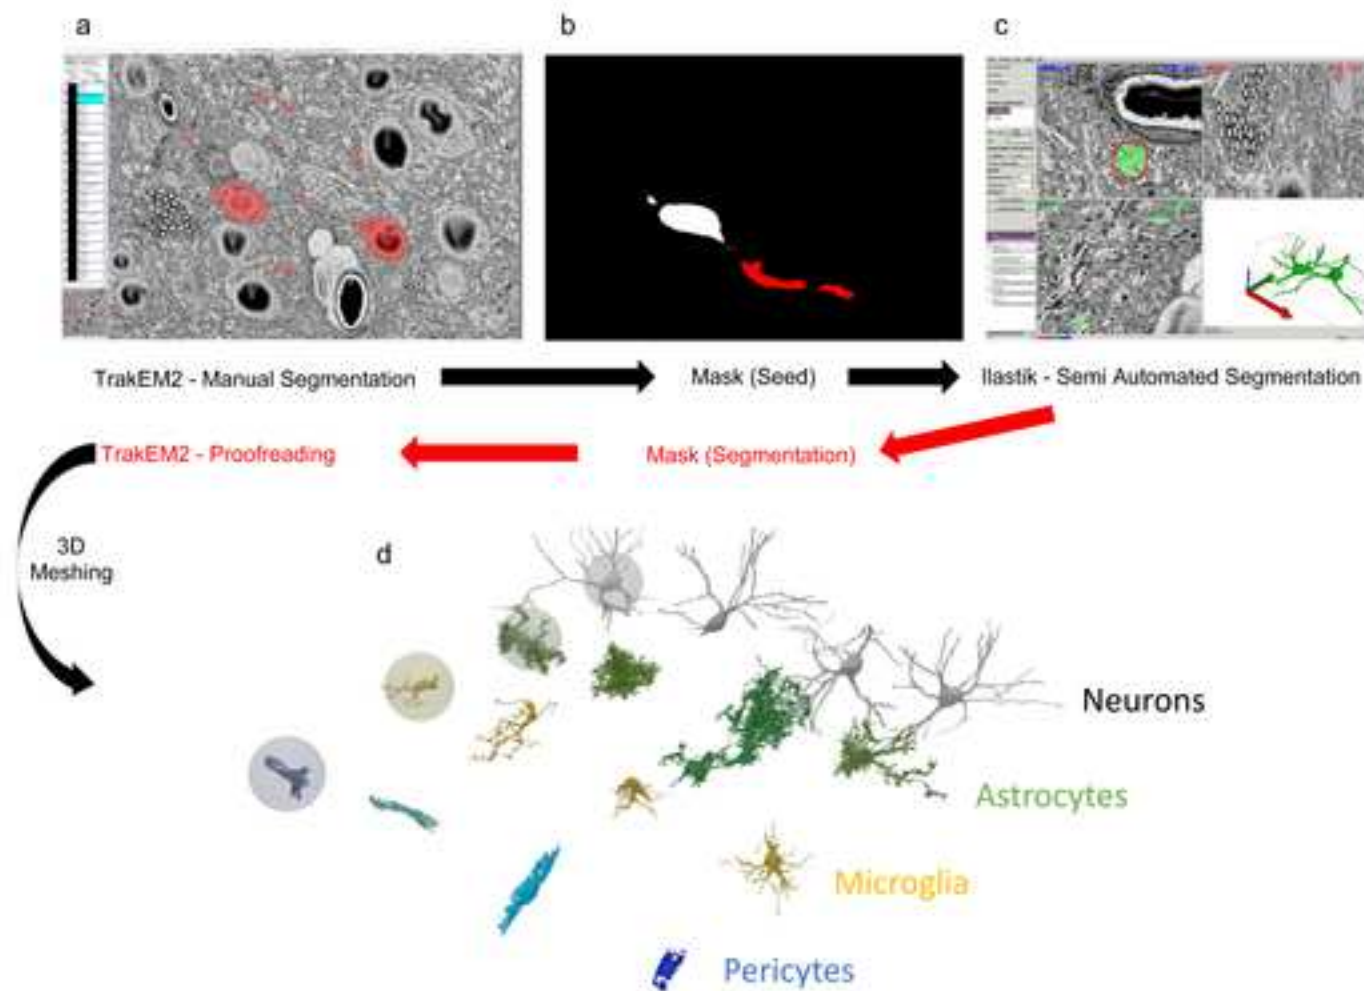 a
b
c
TrakEM2 - Manual Segmentation
Mask (Seed)
Ilastik - Semi Automated Segmentation
TrakEM2 - Proofreading
Mask (Segmentation)
3D
Meshing
d
Neurons
Astrocytes
Microglia
Pericytes